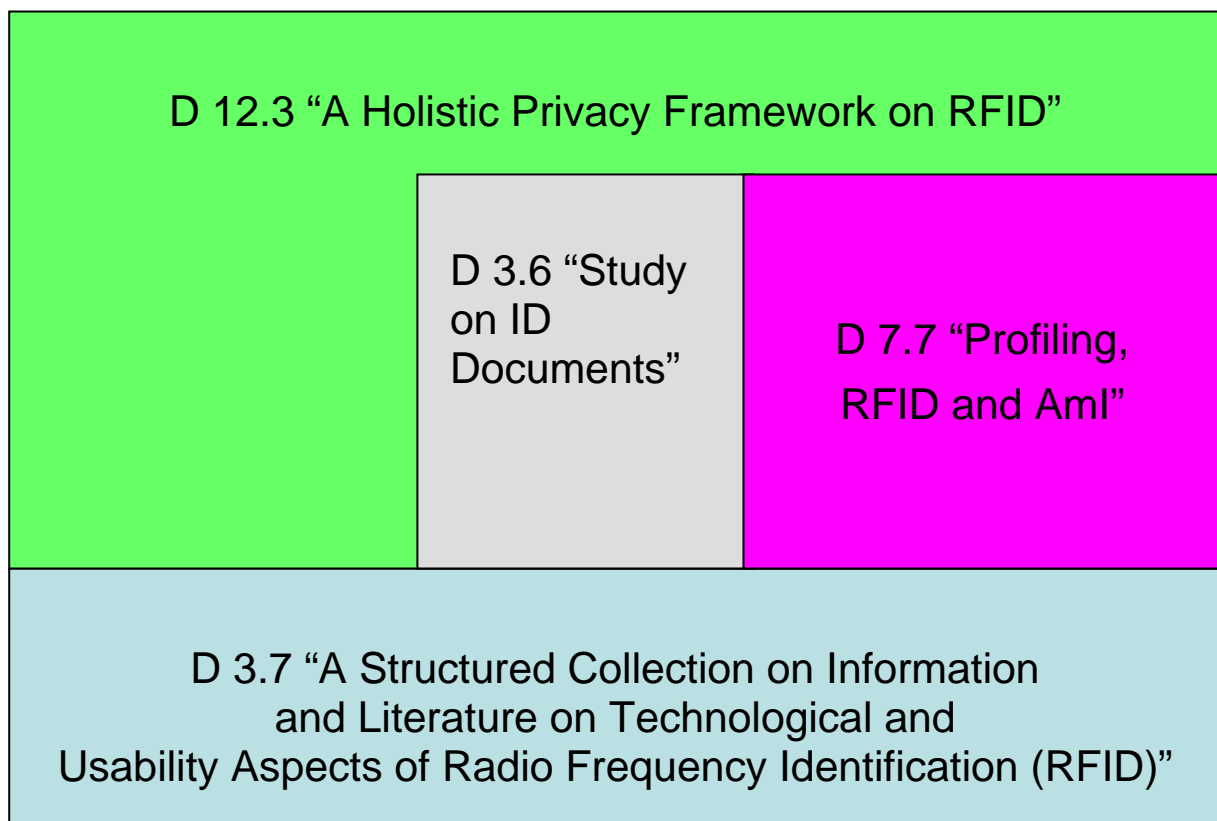 D 12.3 “A Holistic Privacy Framework on RFID”
D 3.6 “Study
on ID
Documents”
D 7.7 “Profiling,
RFID and AmI”
D 3.7 “A Structured Collection on Information
and Literature on Technological and
Usability Aspects of Radio Frequency Identification (RFID)”